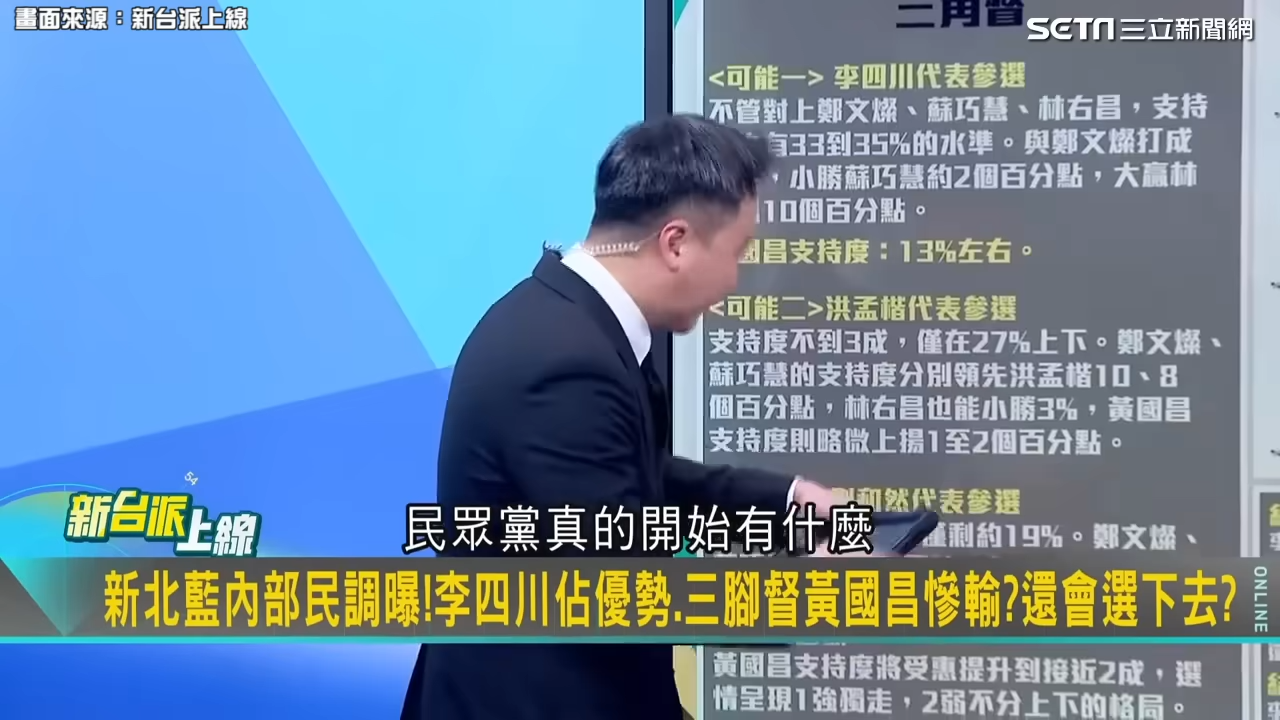 畫面來源：新台派上線
SETN三立新聞網
三角督
<可能一> 李四川代表參選
不管對上鄭文燦、蘇巧慧、林右昌，支持
有33到35%的水準。與鄭文燦打成
，小勝蘇巧慧約2個百分點，大贏林
10個百分點。
國昌支持度：13%左右。
<可能二>洪孟楷代表參選
支持度不到3成，僅在27%上下。鄭文燦、
蘇巧慧的支持度分別領先洪孟楷10、8
個百分點，林右昌也能小勝3%，黃國昌
支持度則略微上揚1至2個百分點。
劉和然代表參選
僅剩約19%。鄭文燦、
民眾黨真的開始有什麼
新台派上線
新北藍內部民調曝!李四川佔優勢.三腳督黃國昌慘輸?還會選下去?
ONLINE
黃國昌支持度將受惠提升到接近2成，選
情呈現1強獨走，2弱不分上下的格局。